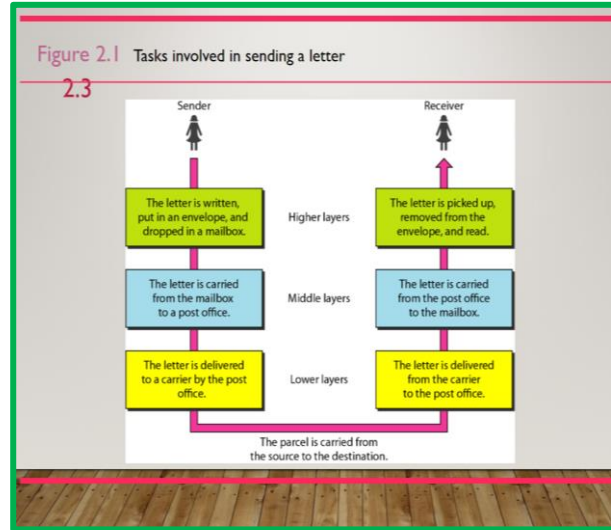 Figure 2.1 Tasks involved in sending a letter
2.3
Sender
Receiver
The letter is written,
put in an envelope, and
dropped in a mailbox.
Higher layers
The letter is picked up,
removed from the
envelope, and read.
The letter is carried
from the mailbox
to a post office.
Middle layers
The letter is carried
from the post office
to the mailbox.
The letter is delivered
to a carrier by the post
office.
Lower layers
The letter is delivered
from the carrier
to the post office.
The parcel is carried from
the source to the destination.